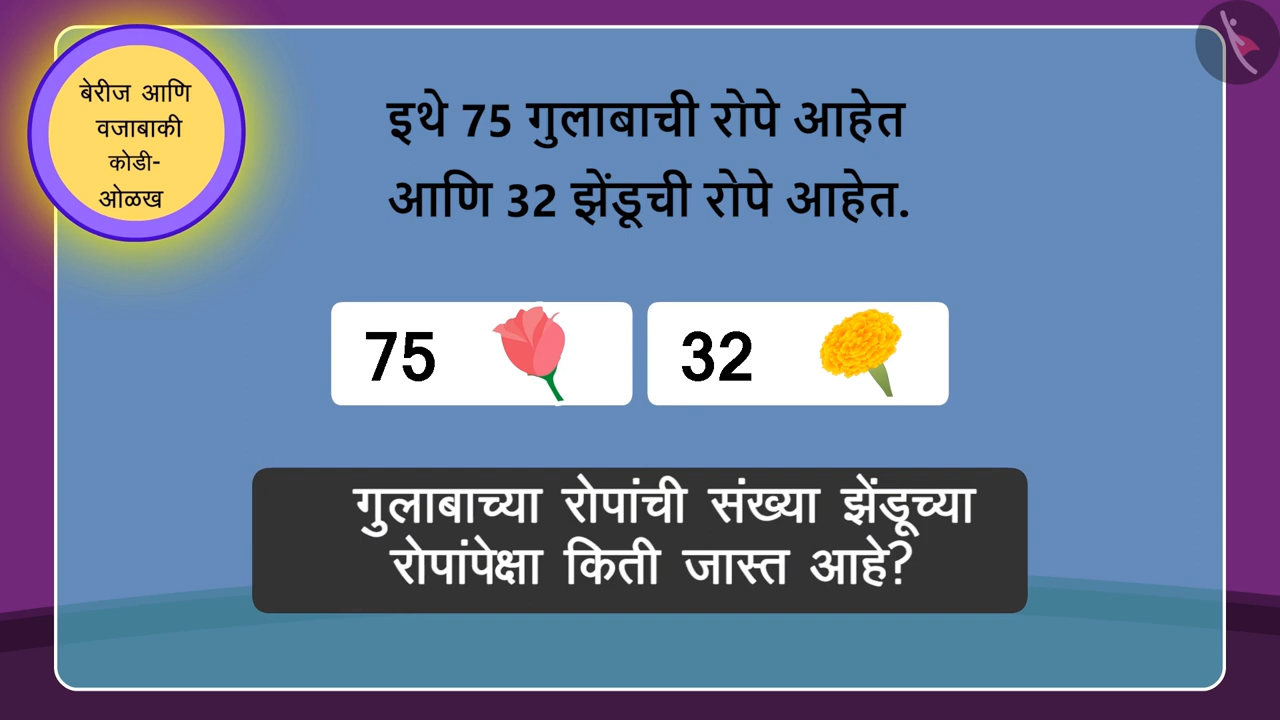 बेरीज आणि
वजाबाकी
कोडी-
ओळख
इथे 75 गुलाबाची रोपे आहेत
आणि 32 झेंडूची रोपे आहेत.
75
32
गुलाबाच्या रोपांची संख्या झेंडूच्या
रोपांपेक्षा किती जास्त आहे?